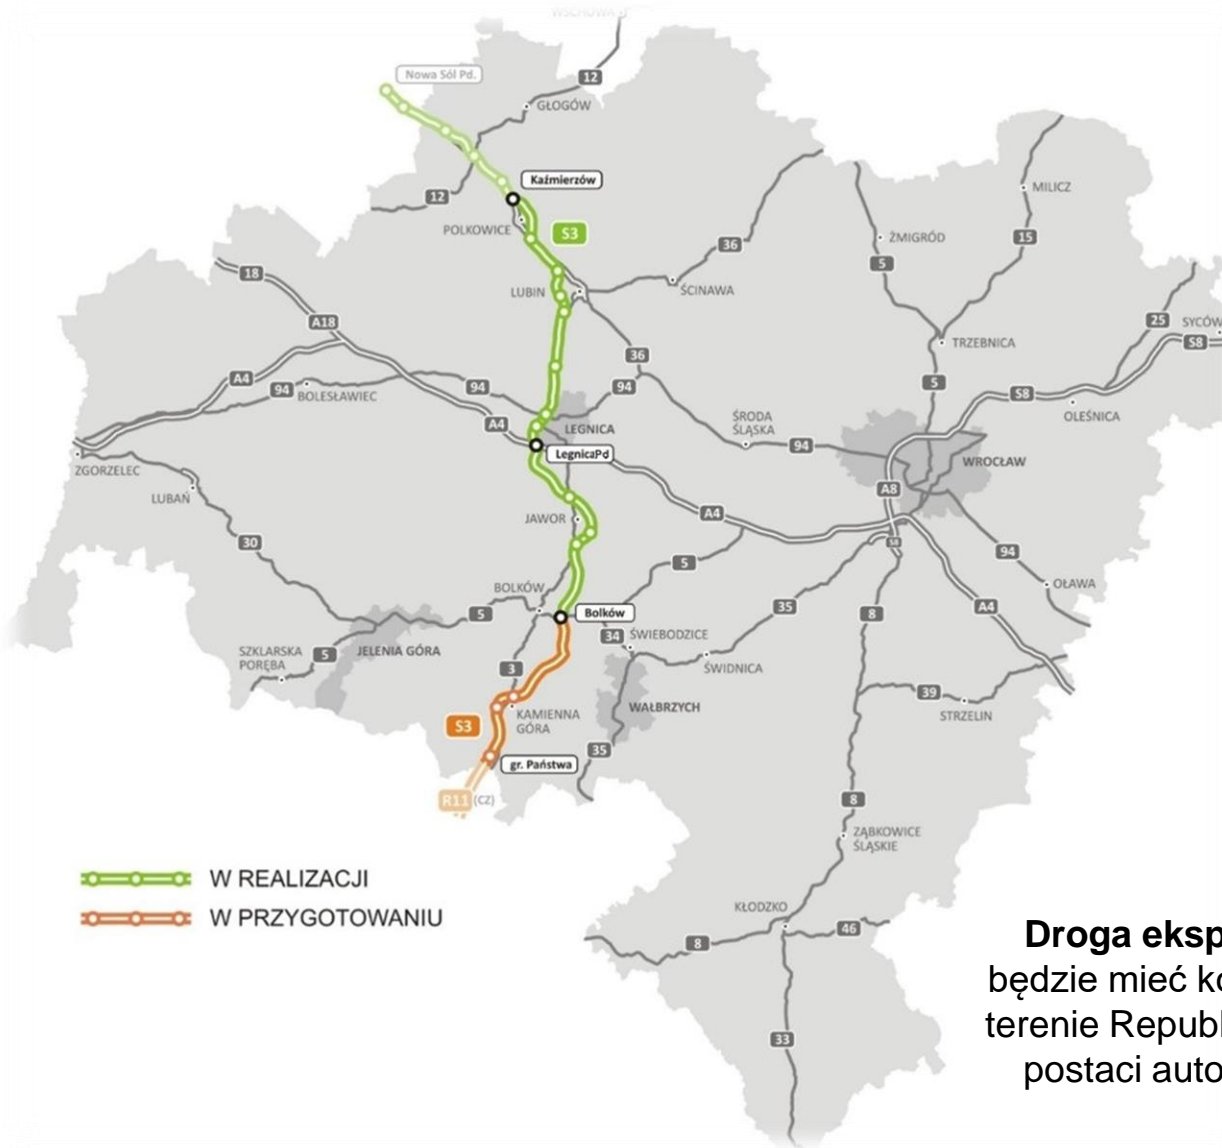 WSCHOWA
Nowa Sól Pd.
12
GŁOGÓW
Kaźmierzów
12
POLKOWICE
S3
MILICZ
ŻMIGRÓD
15
36
5
18
LUBIN
ŚCINAWA
A18
25
SYCÓW
TRZEBNICA
S8
36
A4
94
BOLESŁAWIEC
94
94
5
S8
OLEŚNICA
A4
LEGNICA
ŚRODA
ŚLĄSKA
94
LegnicaPd
WROCŁAW
ZGORZELEC
LUBAŃ
A8
JAWOR
A4
30
S8
94
5
OŁAWA
BOLKÓW
Bolków
5
35
8
A4
34
ŚWIEBODZICE
SZKLARSKA
PORĘBA
5
JELENIA GÓRA
3
ŚWIDNICA
39
STRZELIN
KAMIENNA
GÓRA
WAŁBRZYCH
S3
35
gr. Państwa
R11
(CZ)
8
ZĄBKOWICE
ŚLĄSKIE
W REALIZACJI
W PRZYGOTOWANIU
KŁODZKO
46
8
33
Droga eksp
będzie mieć ko
terenie Republ
postaci auto